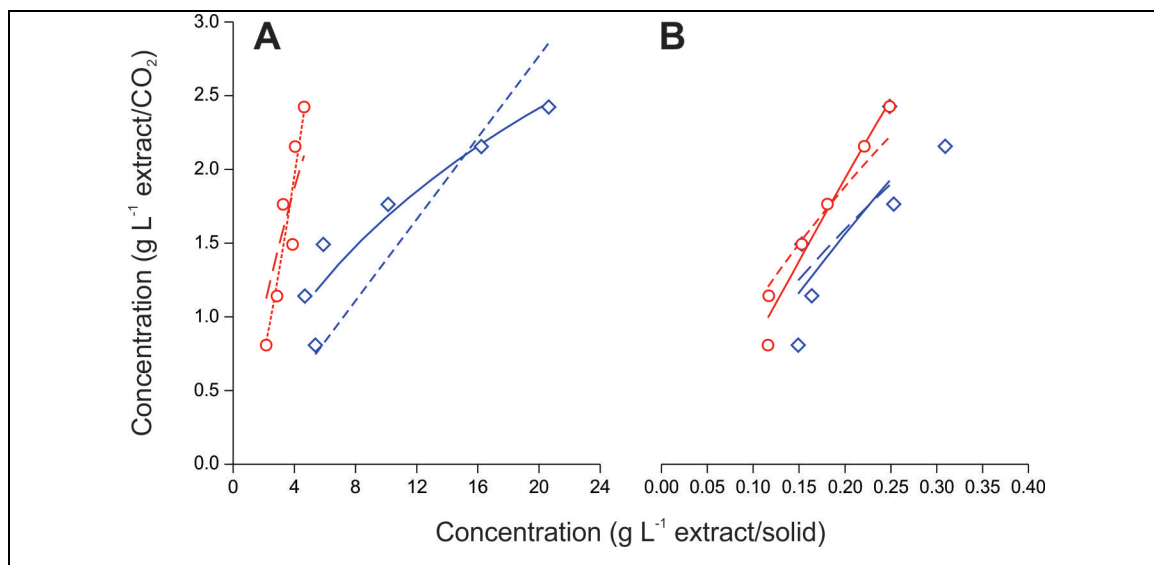 A
B
3.0
2.5
2.0
1.5
1.0
0.5
0.0
Concentration (g L⁻¹ extract/CO₂)
0 4 8 12 16 20 24
0.00 0.05 0.10 0.15 0.20 0.25 0.30 0.35 0.40
Concentration (g L⁻¹ extract/solid)